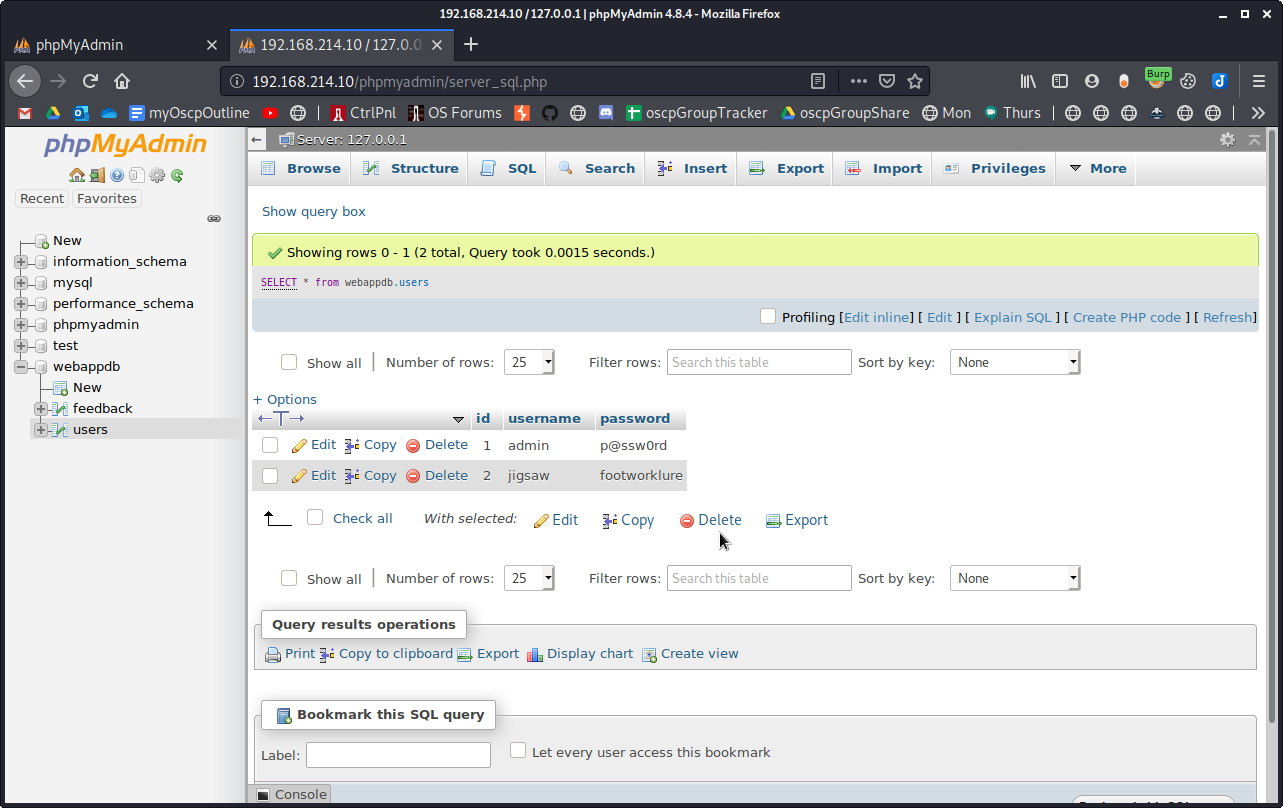 192.168.214.10 / 127.0.0.1 | phpMyAdmin 4.8.4 - Mozilla Firefox
phpMyAdmin
192.168.214.10 / 127.0.0
192.168.214.10/phpmyadmin/server_sql.php
Burp
myOscpOutline CtrlPnl OS Forums oscpGroupTracker oscpGroupShare Mon Thurs
phpMyAdmin
Recent Favorites
New
information_schema
mysql
performance_schema
phpmyadmin
test
webappdb
New
feedback
users
Server: 127.0.0.1
Browse Structure SQL Search Insert Export Import Privileges More
Show query box
Showing rows 0 - 1 (2 total, Query took 0.0015 seconds.)
SELECT * from webappdb.users
Profiling [Edit inline] [ Edit ] [ Explain SQL ] [ Create PHP code ] [ Refresh]
Show all | Number of rows: 25 Filter rows: Search this table Sort by key: None
+ Options
←T→ id username password
Edit Copy Delete 1 admin p@ssw0rd
Edit Copy Delete 2 jigsaw footworklure
Check all With selected: Edit Copy Delete Export
Show all | Number of rows: 25 Filter rows: Search this table Sort by key: None
Query results operations
Print Copy to clipboard Export Display chart Create view
Bookmark this SQL query
Label: Let every user access this bookmark
Console